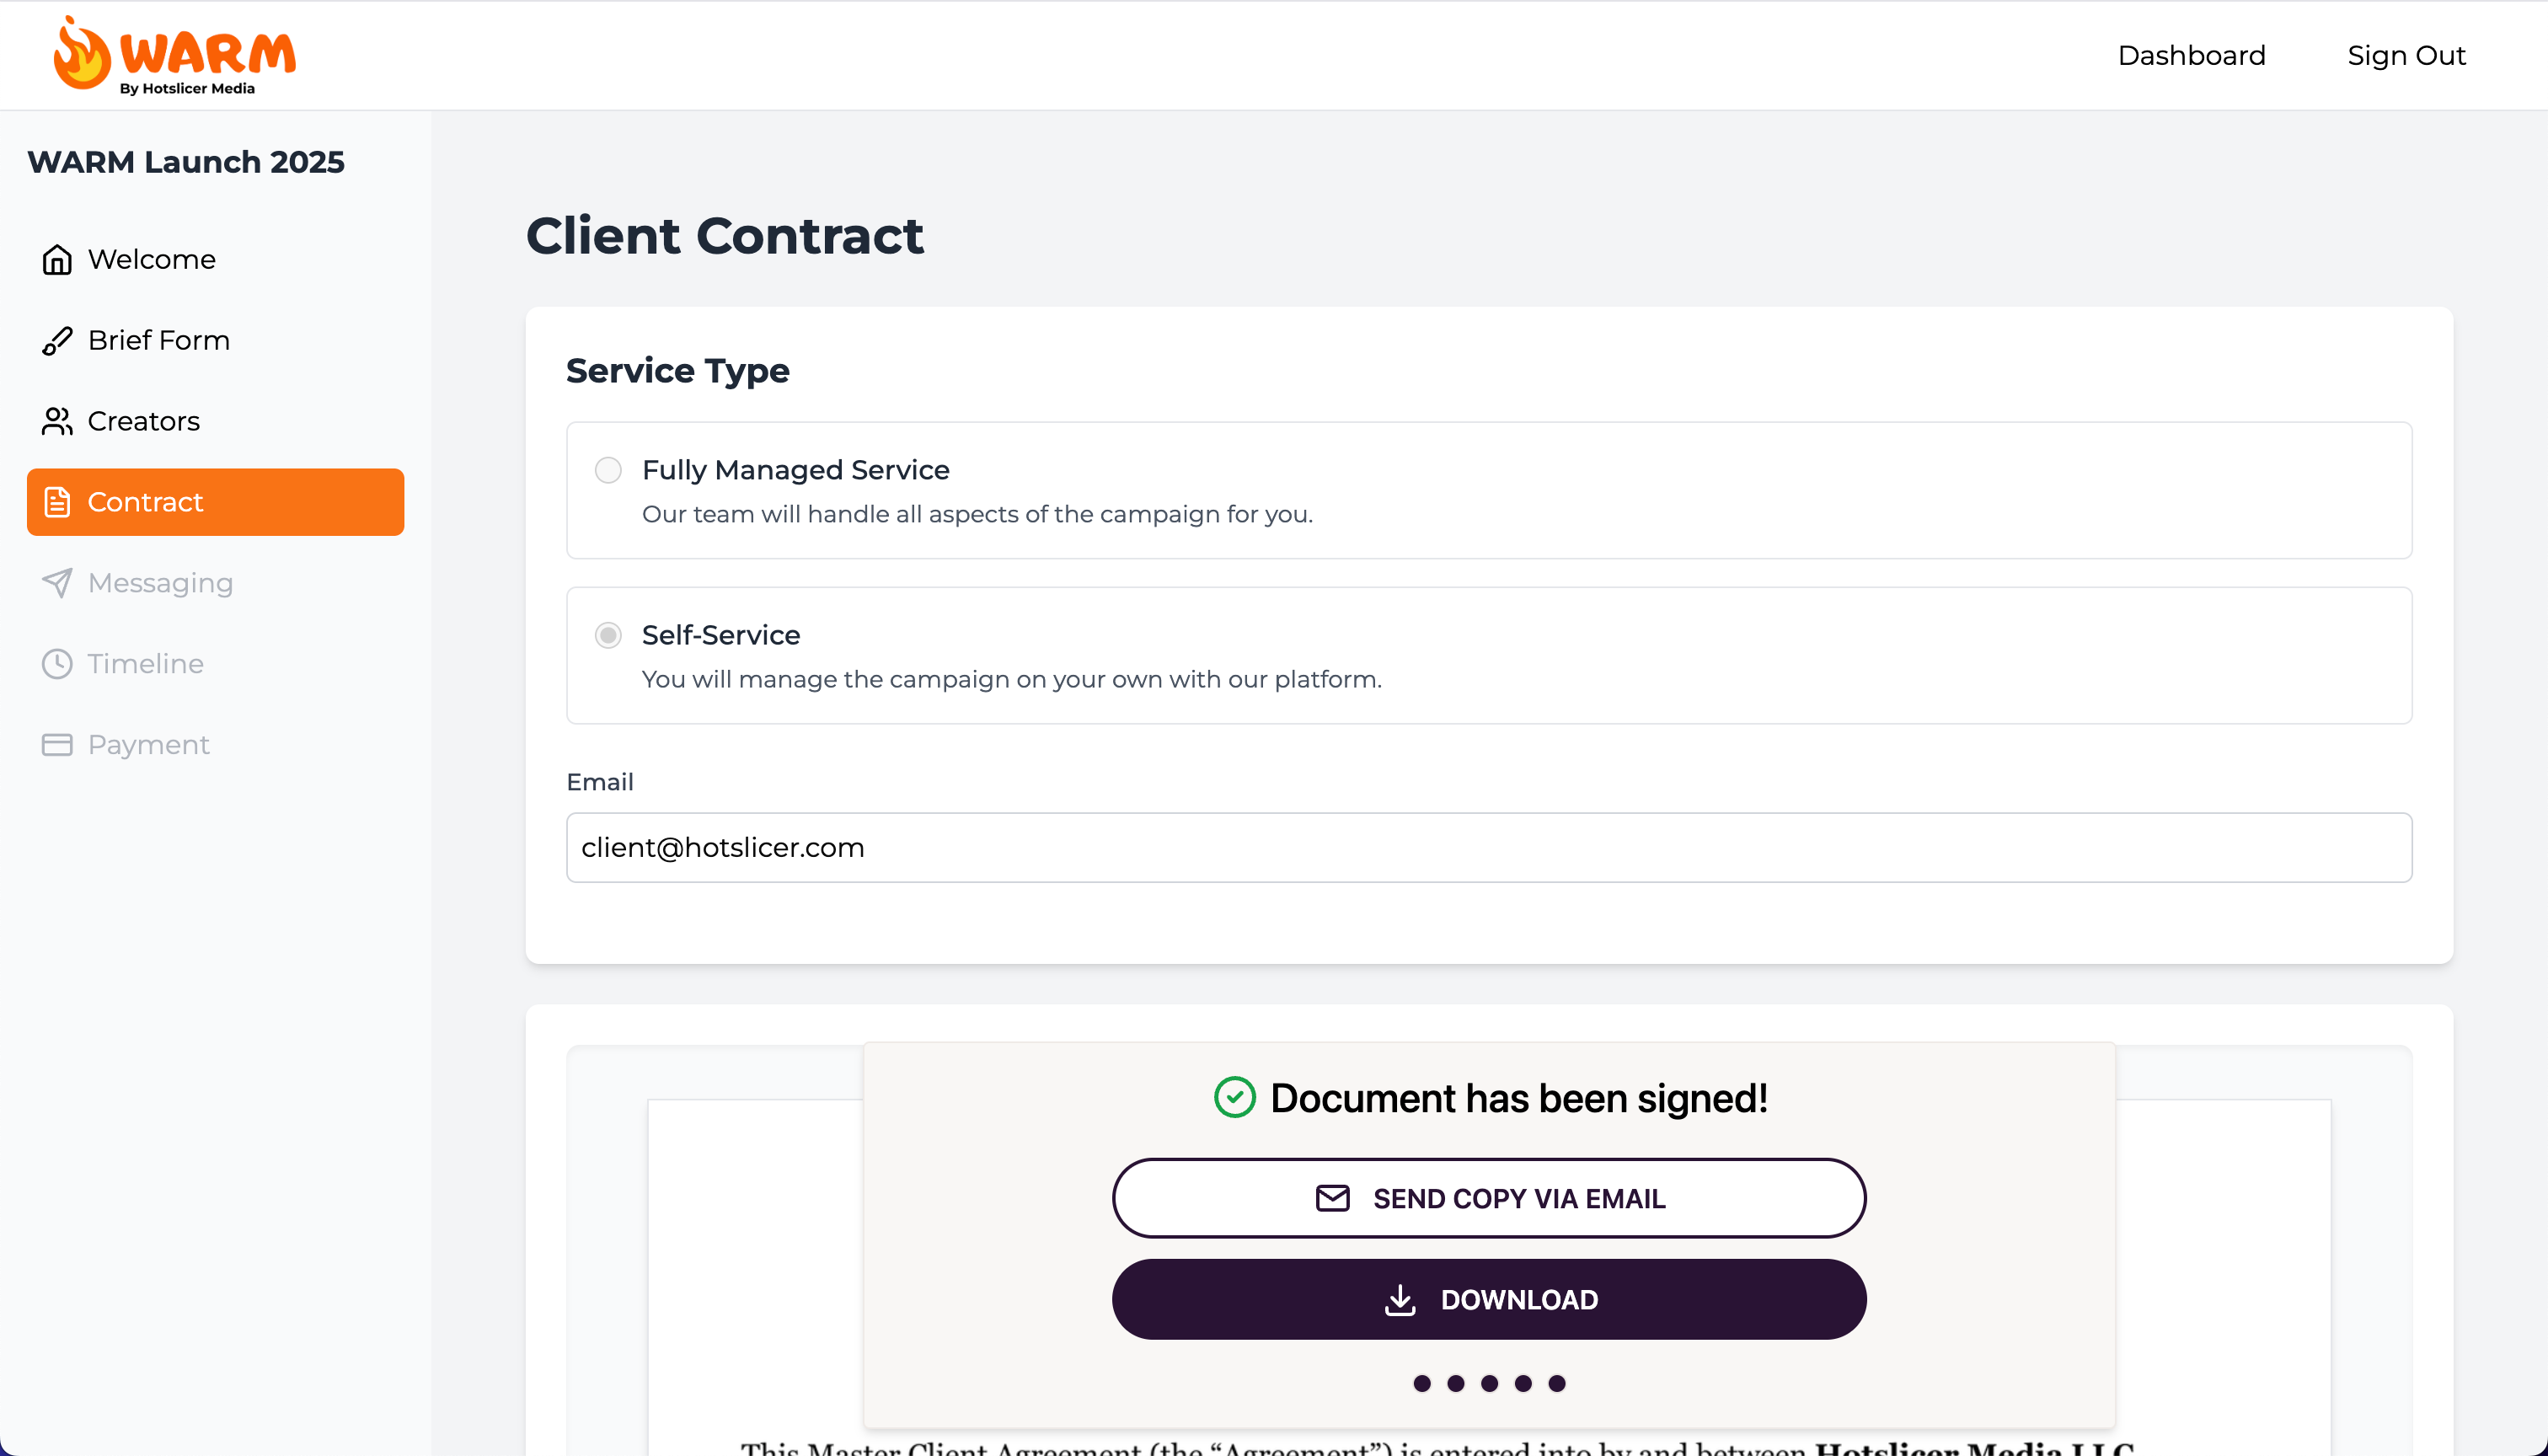 WARM
By Hotslicer Media
Dashboard
Sign Out
WARM Launch 2025
Welcome
Brief Form
Creators
Contract
Messaging
Timeline
Payment
Client Contract
Service Type
Fully Managed Service
Our team will handle all aspects of the campaign for you.
Self-Service
You will manage the campaign on your own with our platform.
Email
client@hotslicer.com
Document has been signed!
SEND COPY VIA EMAIL
DOWNLOAD
This Master Client Agreement (the “Agreement”) is entered into by and between Hotslicer Media LLC